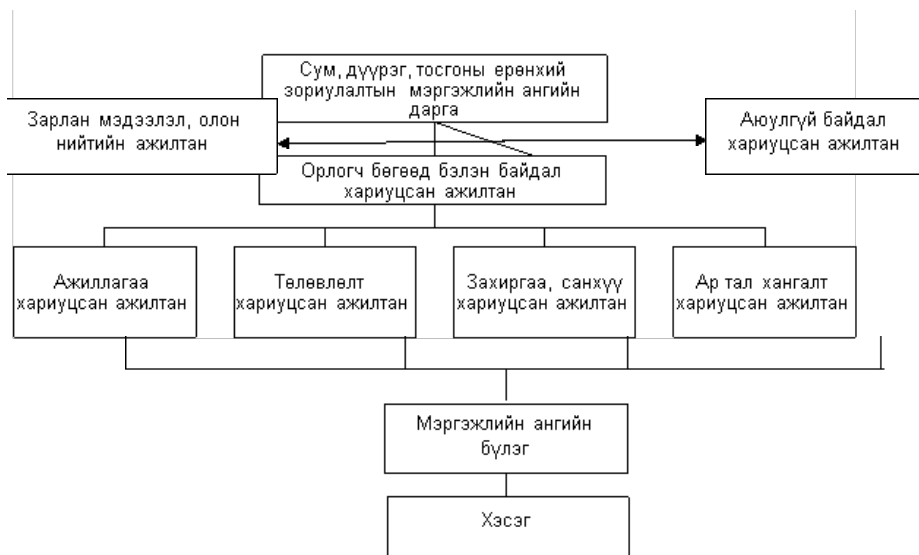 Сум, дүүрэг, тосгоны ерөнхий
зориулалтын мэргэжлийн ангийн
дарга
Зарлан мэдээлэл, олон
нийтийн ажилтан
Аюулгүй байдал
хариуцсан ажилтан
Орлогч бөгөөд бэлэн байдал
хариуцсан ажилтан
Ажиллагаа
хариуцсан ажилтан
Төлөвлөлт
хариуцсан ажилтан
Захиргаа, санхүү
хариуцсан ажилтан
Ар тал хангалт
хариуцсан ажилтан
Мэргэжлийн ангийн
бүлэг
Хэсэг